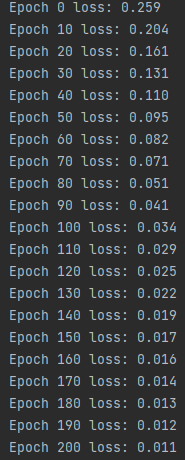 Epoch 0 loss: 0.259
Epoch 10 loss: 0.204
Epoch 20 loss: 0.161
Epoch 30 loss: 0.131
Epoch 40 loss: 0.110
Epoch 50 loss: 0.095
Epoch 60 loss: 0.082
Epoch 70 loss: 0.071
Epoch 80 loss: 0.051
Epoch 90 loss: 0.041
Epoch 100 loss: 0.034
Epoch 110 loss: 0.029
Epoch 120 loss: 0.025
Epoch 130 loss: 0.022
Epoch 140 loss: 0.019
Epoch 150 loss: 0.017
Epoch 160 loss: 0.016
Epoch 170 loss: 0.014
Epoch 180 loss: 0.013
Epoch 190 loss: 0.012
Epoch 200 loss: 0.011